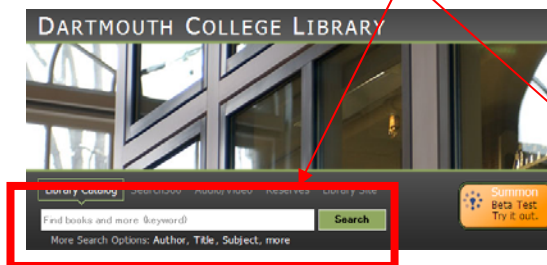 DARTMOUTH COLLEGE LIBRARY
Library Catalog Search360 Audio/Video Reserves Library Site
Find books and more (keyword) Search
More Search Options: Author, Title, Subject, more
Summon
Beta Test
Try it out.